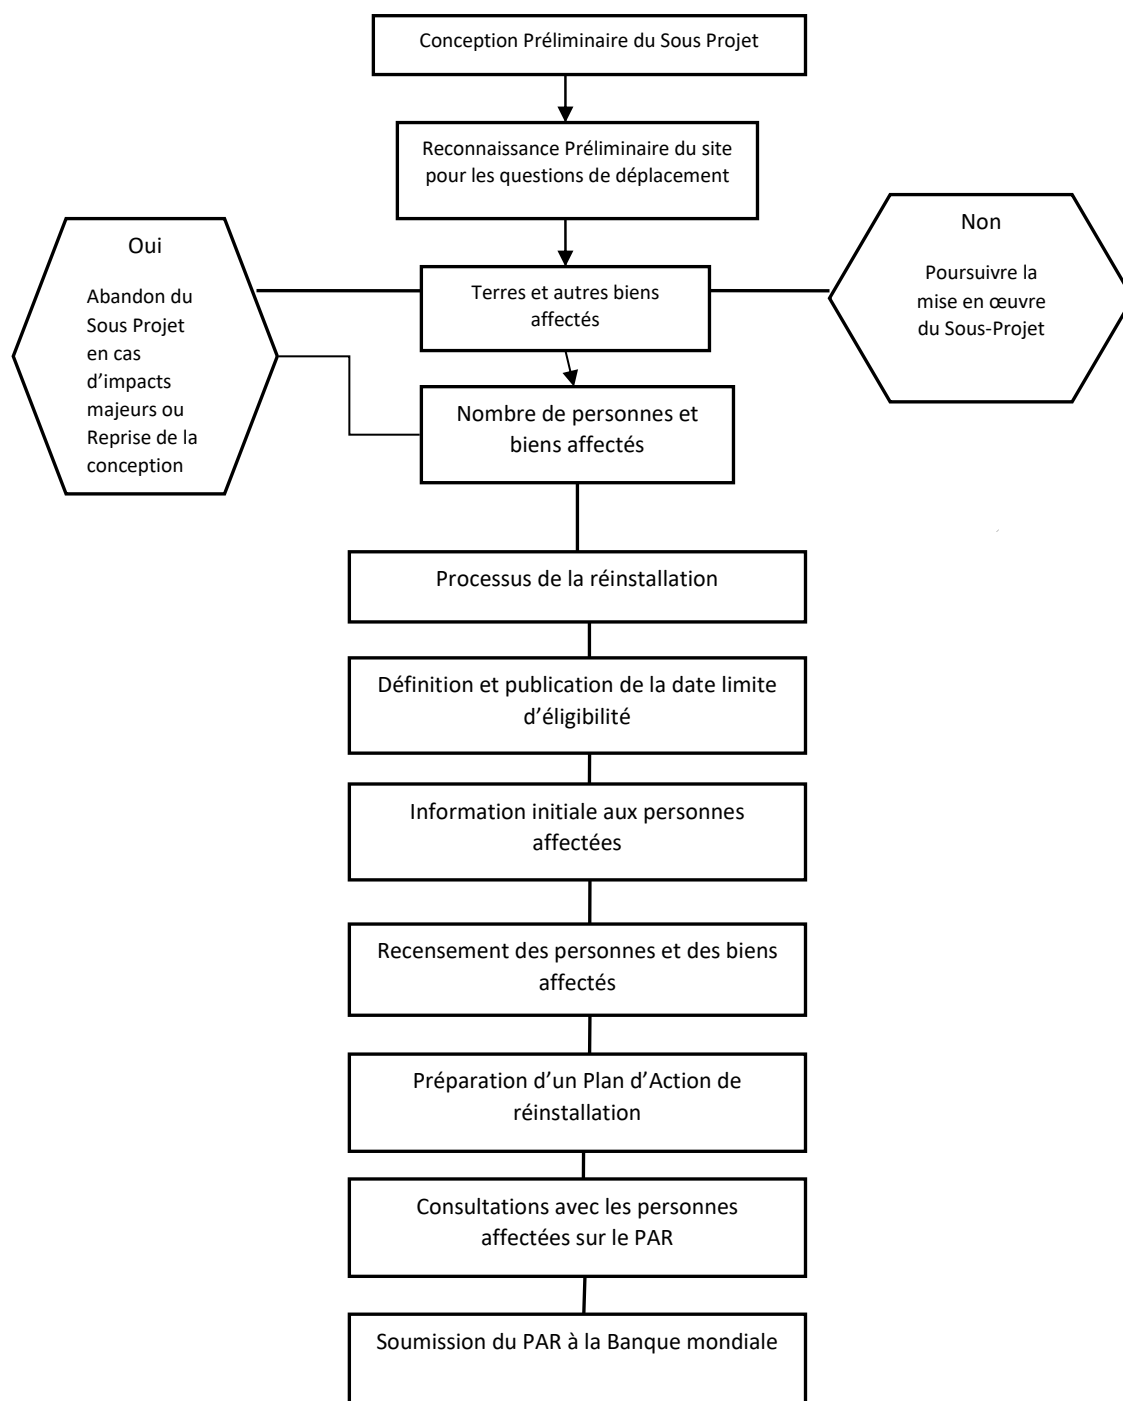 Conception Préliminaire du Sous Projet
Reconnaissance Préliminaire du site
pour les questions de déplacement
Oui
Abandon du
Sous Projet
en cas
d’impacts
majeurs ou
Reprise de la
conception
Terres et autres biens
affectés
Non
Poursuivre la
mise en œuvre
du Sous-Projet
Nombre de personnes et
biens affectés
Processus de la réinstallation
Définition et publication de la date limite
d’éligibilité
Information initiale aux personnes
affectées
Recensement des personnes et des biens
affectés
Préparation d’un Plan d’Action de
réinstallation
Consultations avec les personnes
affectées sur le PAR
Soumission du PAR à la Banque mondiale